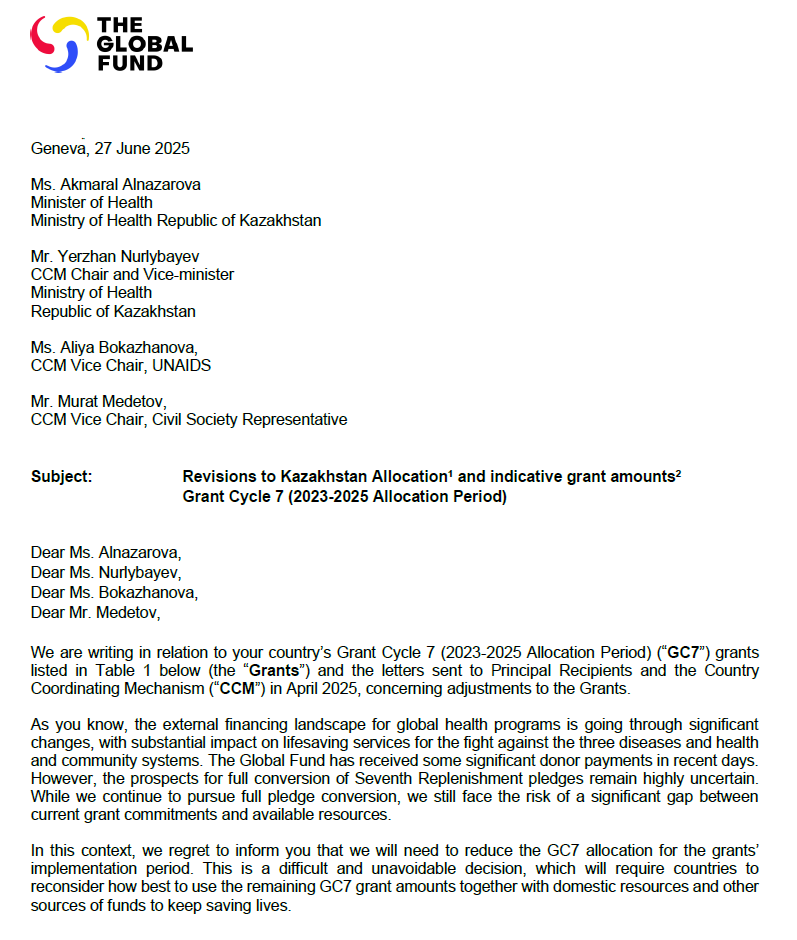 THE
GLOBAL
FUND
Geneva, 27 June 2025
Ms. Akmaral Alnazarova
Minister of Health
Ministry of Health Republic of Kazakhstan
Mr. Yerzhan Nurlybayev
CCM Chair and Vice-minister
Ministry of Health
Republic of Kazakhstan
Ms. Aliya Bokazhanova,
CCM Vice Chair, UNAIDS
Mr. Murat Medetov,
CCM Vice Chair, Civil Society Representative
Subject: Revisions to Kazakhstan Allocation¹ and indicative grant amounts²
Grant Cycle 7 (2023-2025 Allocation Period)
Dear Ms. Alnazarova,
Dear Ms. Nurlybayev,
Dear Ms. Bokazhanova,
Dear Mr. Medetov,
We are writing in relation to your country's Grant Cycle 7 (2023-2025 Allocation Period) (“GC7”) grants
listed in Table 1 below (the “Grants”) and the letters sent to Principal Recipients and the Country
Coordinating Mechanism (“CCM”) in April 2025, concerning adjustments to the Grants.
As you know, the external financing landscape for global health programs is going through significant
changes, with substantial impact on lifesaving services for the fight against the three diseases and health
and community systems. The Global Fund has received some significant donor payments in recent days.
However, the prospects for full conversion of Seventh Replenishment pledges remain highly uncertain.
While we continue to pursue full pledge conversion, we still face the risk of a significant gap between
current grant commitments and available resources.
In this context, we regret to inform you that we will need to reduce the GC7 allocation for the grants'
implementation period. This is a difficult and unavoidable decision, which will require countries to
reconsider how best to use the remaining GC7 grant amounts together with domestic resources and other
sources of funds to keep saving lives.